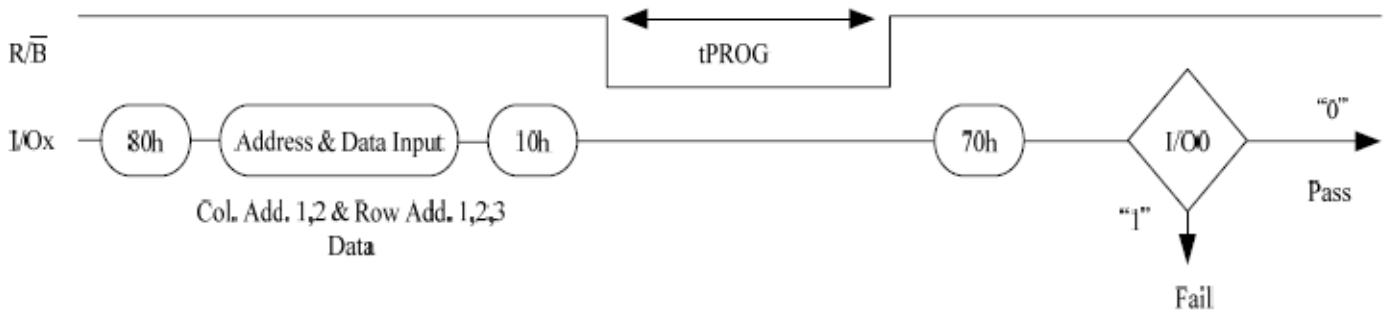 R/B
tPROG
I/Ox
80h
Address & Data Input
10h
70h
I/O0
“0”
Pass
Col. Add. 1,2 & Row Add. 1,2,3
Data
“1”
Fail